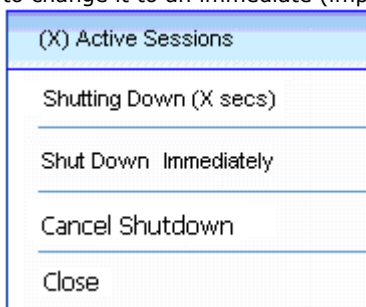 to change it to an immediate (imp
(X) Active Sessions
Shutting Down (X secs)
Shut Down Immediately
Cancel Shutdown
Close